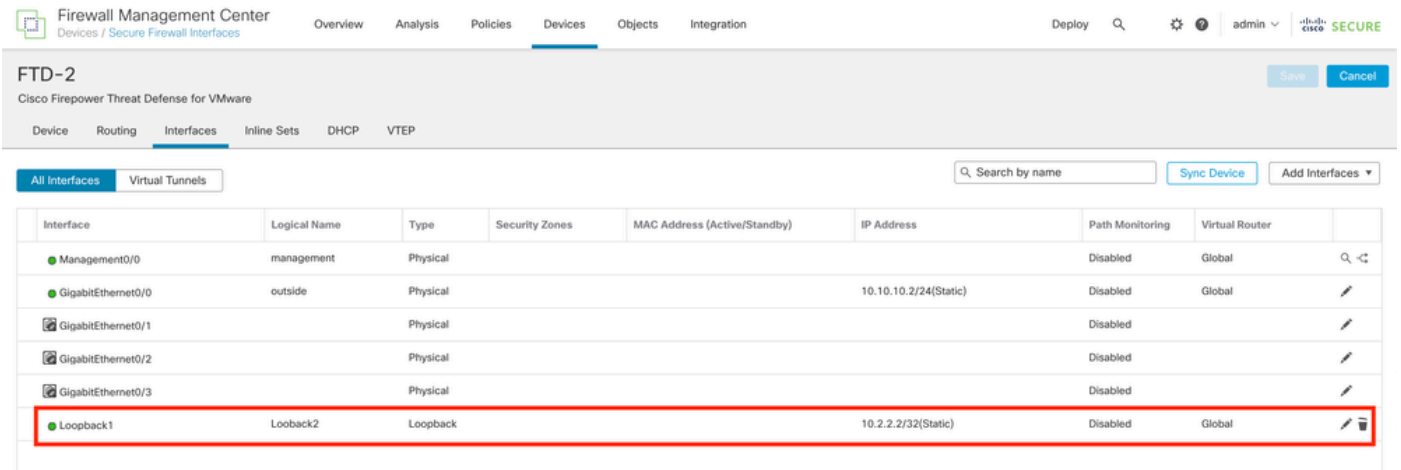 Firewall Management Center
Devices / Secure Firewall Interfaces
Overview Analysis Policies Devices Objects Integration Deploy admin cisco SECURE
FTD-2
Save Cancel
Cisco Firepower Threat Defense for VMware
Device Routing Interfaces Inline Sets DHCP VTEP
All Interfaces Virtual Tunnels Search by name Sync Device Add Interfaces
Interface Logical Name Type Security Zones MAC Address (Active/Standby) IP Address Path Monitoring Virtual Router
Management0/0 management Physical Disabled Global
GigabitEthernet0/0 outside Physical 10.10.10.2/24(Static) Disabled Global
GigabitEthernet0/1 Physical Disabled
GigabitEthernet0/2 Physical Disabled
GigabitEthernet0/3 Physical Disabled
Loopback1 Looback2 Loopback 10.2.2.2/32(Static) Disabled Global